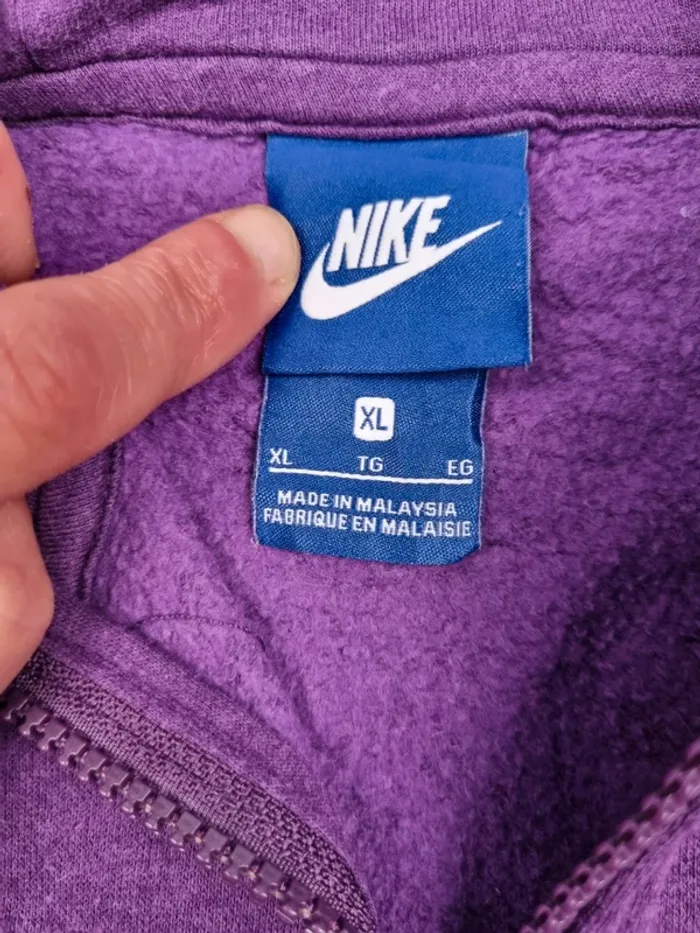 NIKE
XL
XL TG EG
MADE IN MALAYSIA
FABRIQUE EN MALAISIE